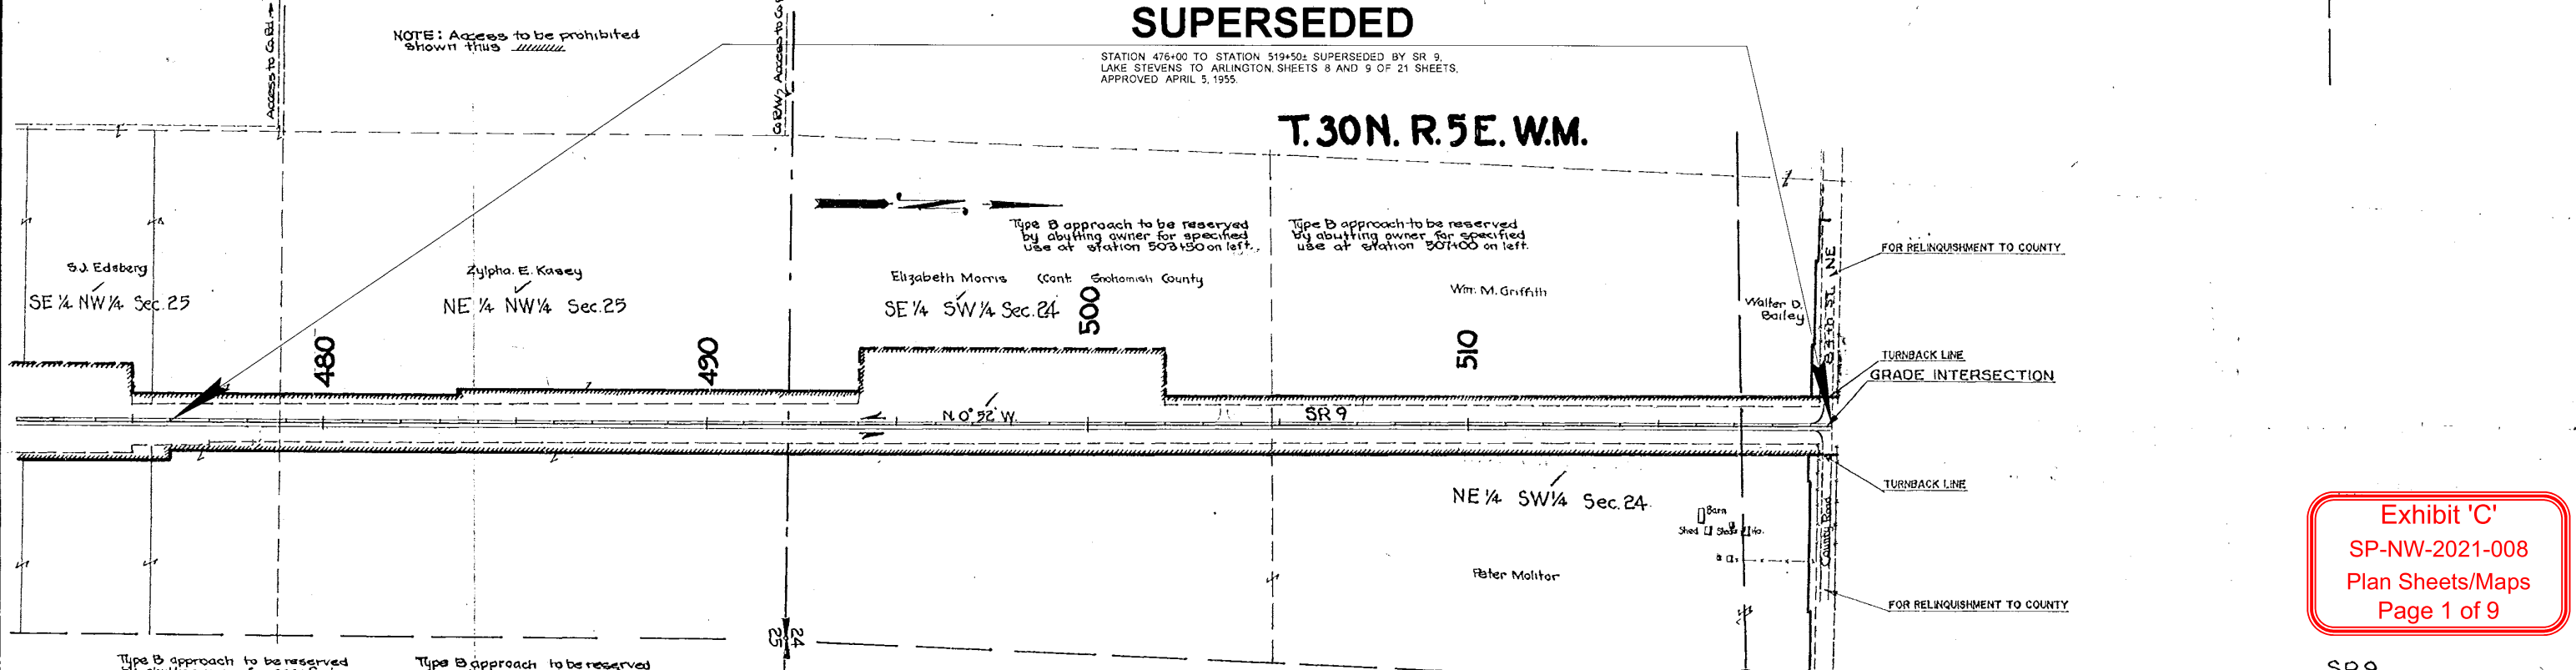 SUPERSEDED
STATION 476+00 TO STATION 519+50± SUPERSEDED BY SR 9,
LAKE STEVENS TO ARLINGTON, SHEETS 8 AND 9 OF 21 SHEETS,
APPROVED APRIL 5, 1955.
NOTE: Access to be prohibited
shown thus
Access to Co Rd.
Co R/W
Access to Co R
T. 30 N. R. 5 E. W.M.
Type B approach to be reserved
by abutting owner for specified
use at station 503+50 on left.
Type B approach to be reserved
by abutting owner for specified
use at station 507+00 on left.
FOR RELINQUISHMENT TO COUNTY
84th ST. NE
S.J. Edsberg
SE ¼ NW ¼ Sec. 25
Zylpha. E. Kasey
NE ¼ NW ¼ Sec. 25
Elizabeth Morris (Cont. Snohomish County
SE ¼ SW ¼ Sec. 24
Wm. M. Griffith
Walter D.
Bailey
480
490
500
510
TURNBACK LINE
GRADE INTERSECTION
N. 0° 52' W.
SR 9
TURNBACK LINE
NE ¼ SW ¼ Sec. 24
Barn
Shed
Ho.
County Road
Peter Molitor
FOR RELINQUISHMENT TO COUNTY
24
25
Exhibit 'C'
SP-NW-2021-008
Plan Sheets/Maps
Page 1 of 9
Type B approach to be reserved
Type B approach to be reserved
SR 9